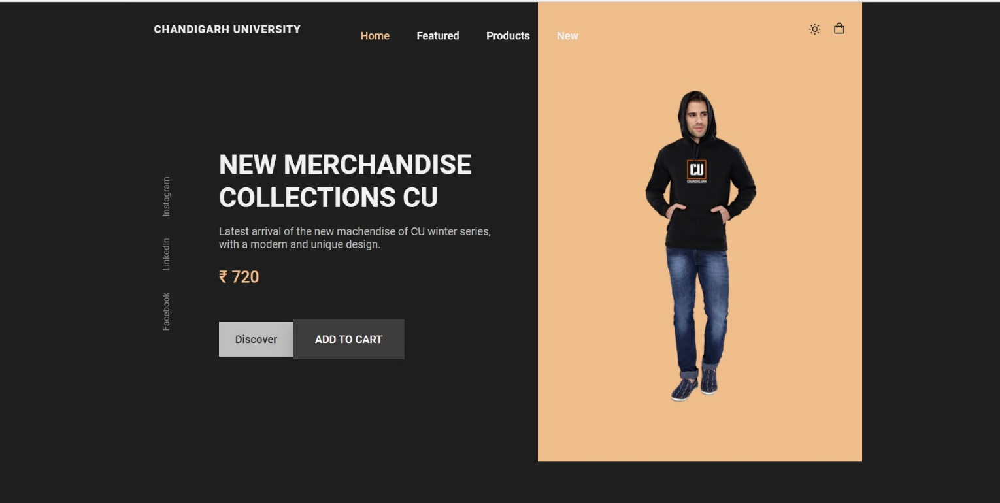 CHANDIGARH UNIVERSITY
Home
Featured
Products
New
NEW MERCHANDISE
COLLECTIONS CU
Latest arrival of the new machendise of CU winter series,
with a modern and unique design.
₹ 720
Discover
ADD TO CART
Instagram
LinkedIn
Facebook
CU
CHANDIGARH